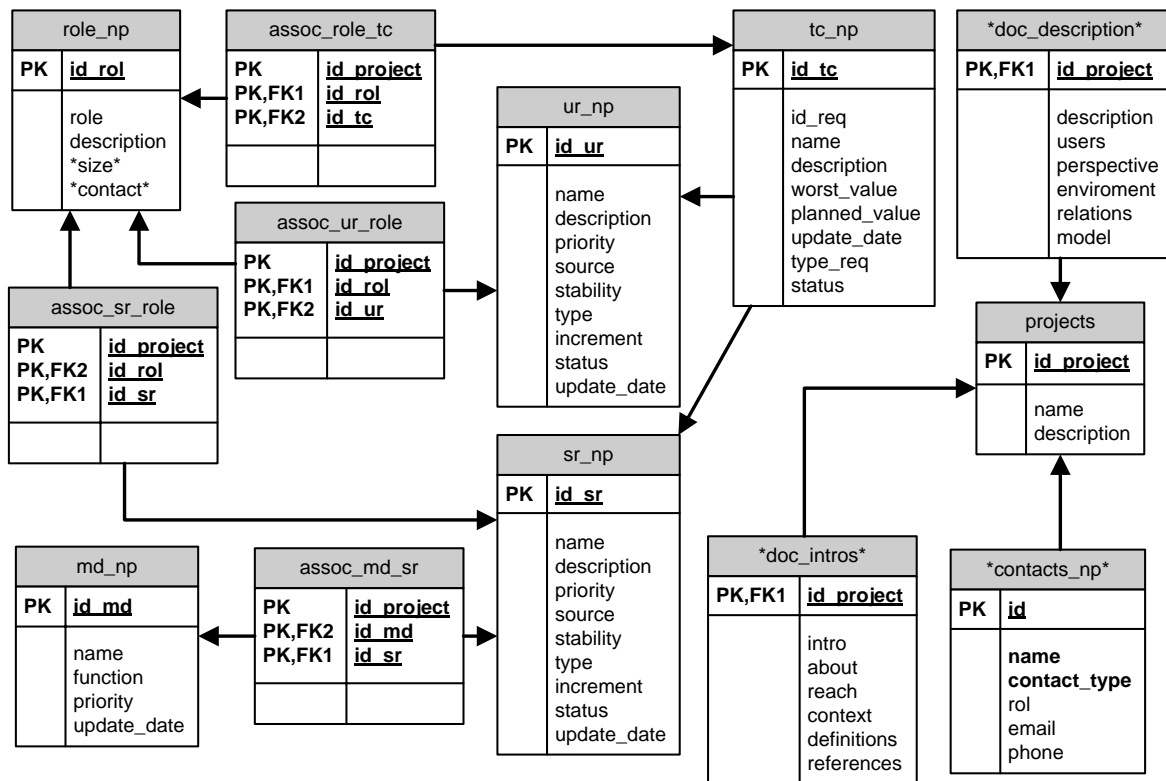 role_np
PK id_rol
role
description
*size*
*contact*
assoc_role_tc
PK id_project
PK,FK1 id_rol
PK,FK2 id_tc
tc_np
PK id_tc
id_req
name
description
worst_value
planned_value
update_date
type_req
status
*doc_description*
PK,FK1 id_project
description
users
perspective
enviroment
relations
model
ur_np
PK id_ur
name
description
priority
source
stability
type
increment
status
update_date
assoc_ur_role
PK id_project
PK,FK1 id_rol
PK,FK2 id_ur
assoc_sr_role
PK id_project
PK,FK2 id_rol
PK,FK1 id_sr
projects
PK id_project
name
description
sr_np
PK id_sr
name
description
priority
source
stability
type
increment
status
update_date
md_np
PK id_md
name
function
priority
update_date
assoc_md_sr
PK id_project
PK,FK2 id_md
PK,FK1 id_sr
*doc_intros*
PK,FK1 id_project
intro
about
reach
context
definitions
references
*contacts_np*
PK id
name
contact_type
rol
email
phone